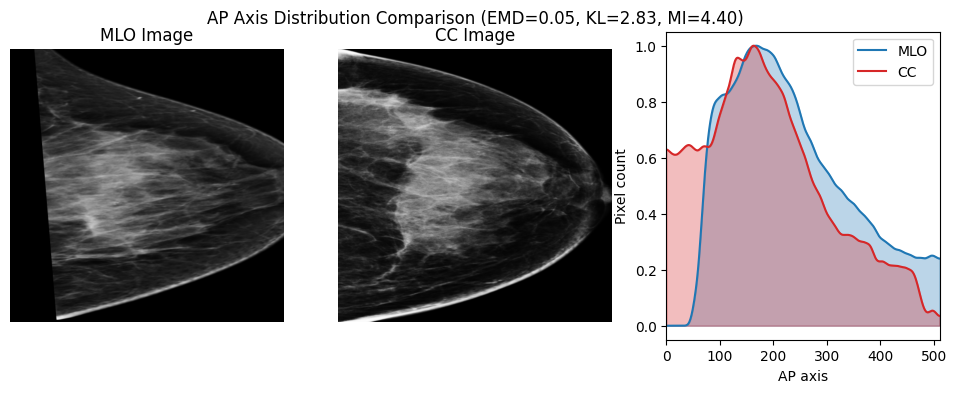 AP Axis Distribution Comparison (EMD=0.05, KL=2.83, MI=4.40)
MLO Image
CC Image
MLO
CC
Pixel count
1.0
0.8
0.6
0.4
0.2
0.0
0 100 200 300 400 500
AP axis